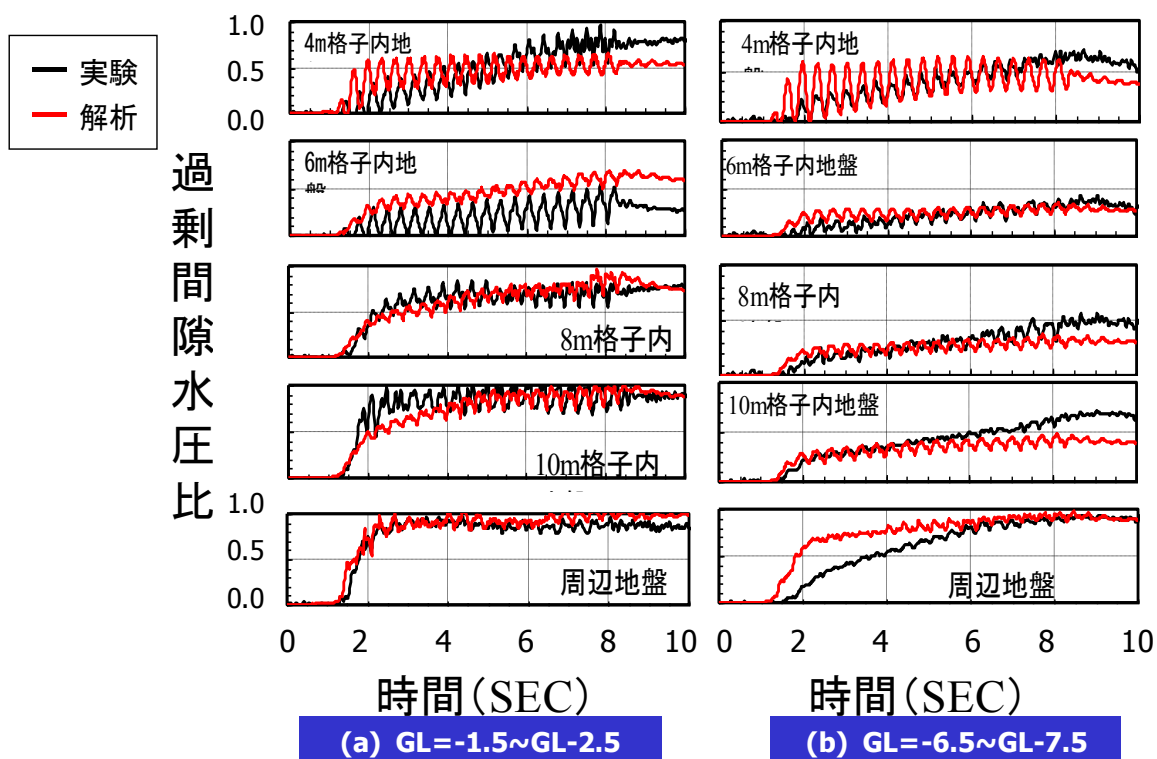 実験
解析
過剰間隙水圧比
1.0
0.5
0.0
4m格子内地
6m格子内地
8m格子内
10m格子内
1.0
0.5
0.0
周辺地盤
0 2 4 6 8 10
時間(SEC)
(a) GL=-1.5~GL-2.5
4m格子内地
6m格子内地盤
8m格子内
10m格子内地盤
周辺地盤
0 2 4 6 8 10
時間(SEC)
(b) GL=-6.5~GL-7.5